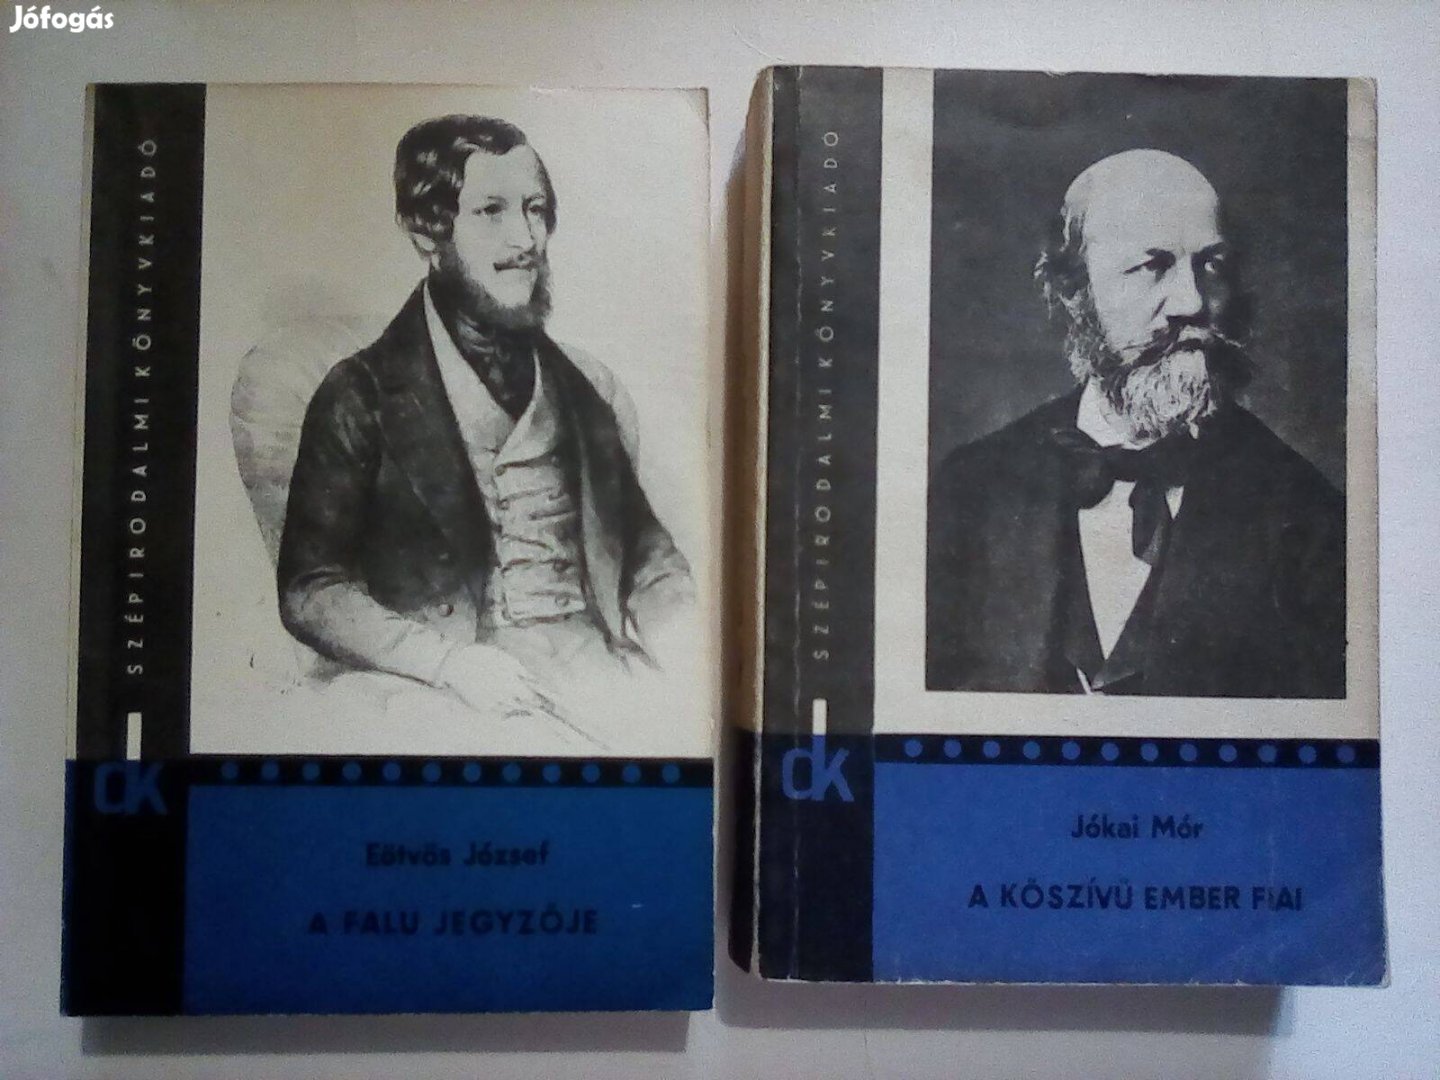 Jófogás
SZÉPIRODALMI KÖNYVKIADÓ
dk
Eötvös József
A FALU JEGYZŐJE
SZÉPIRODALMI KÖNYVKIADÓ
dk
Jókai Mór
A KŐSZÍVŰ EMBER FIAI